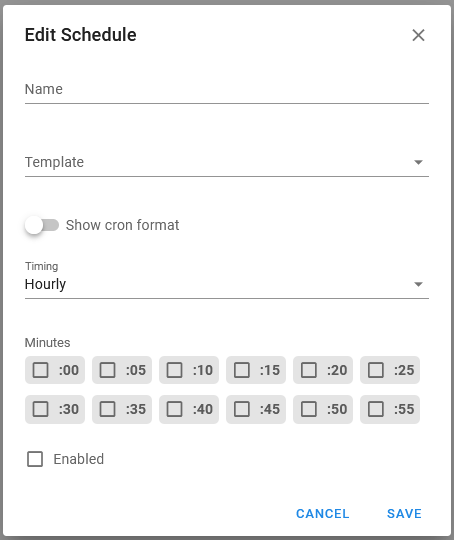 Edit Schedule
Name
Template
Show cron format
Timing
Hourly
Minutes
:00 :05 :10 :15 :20 :25
:30 :35 :40 :45 :50 :55
Enabled
CANCEL SAVE